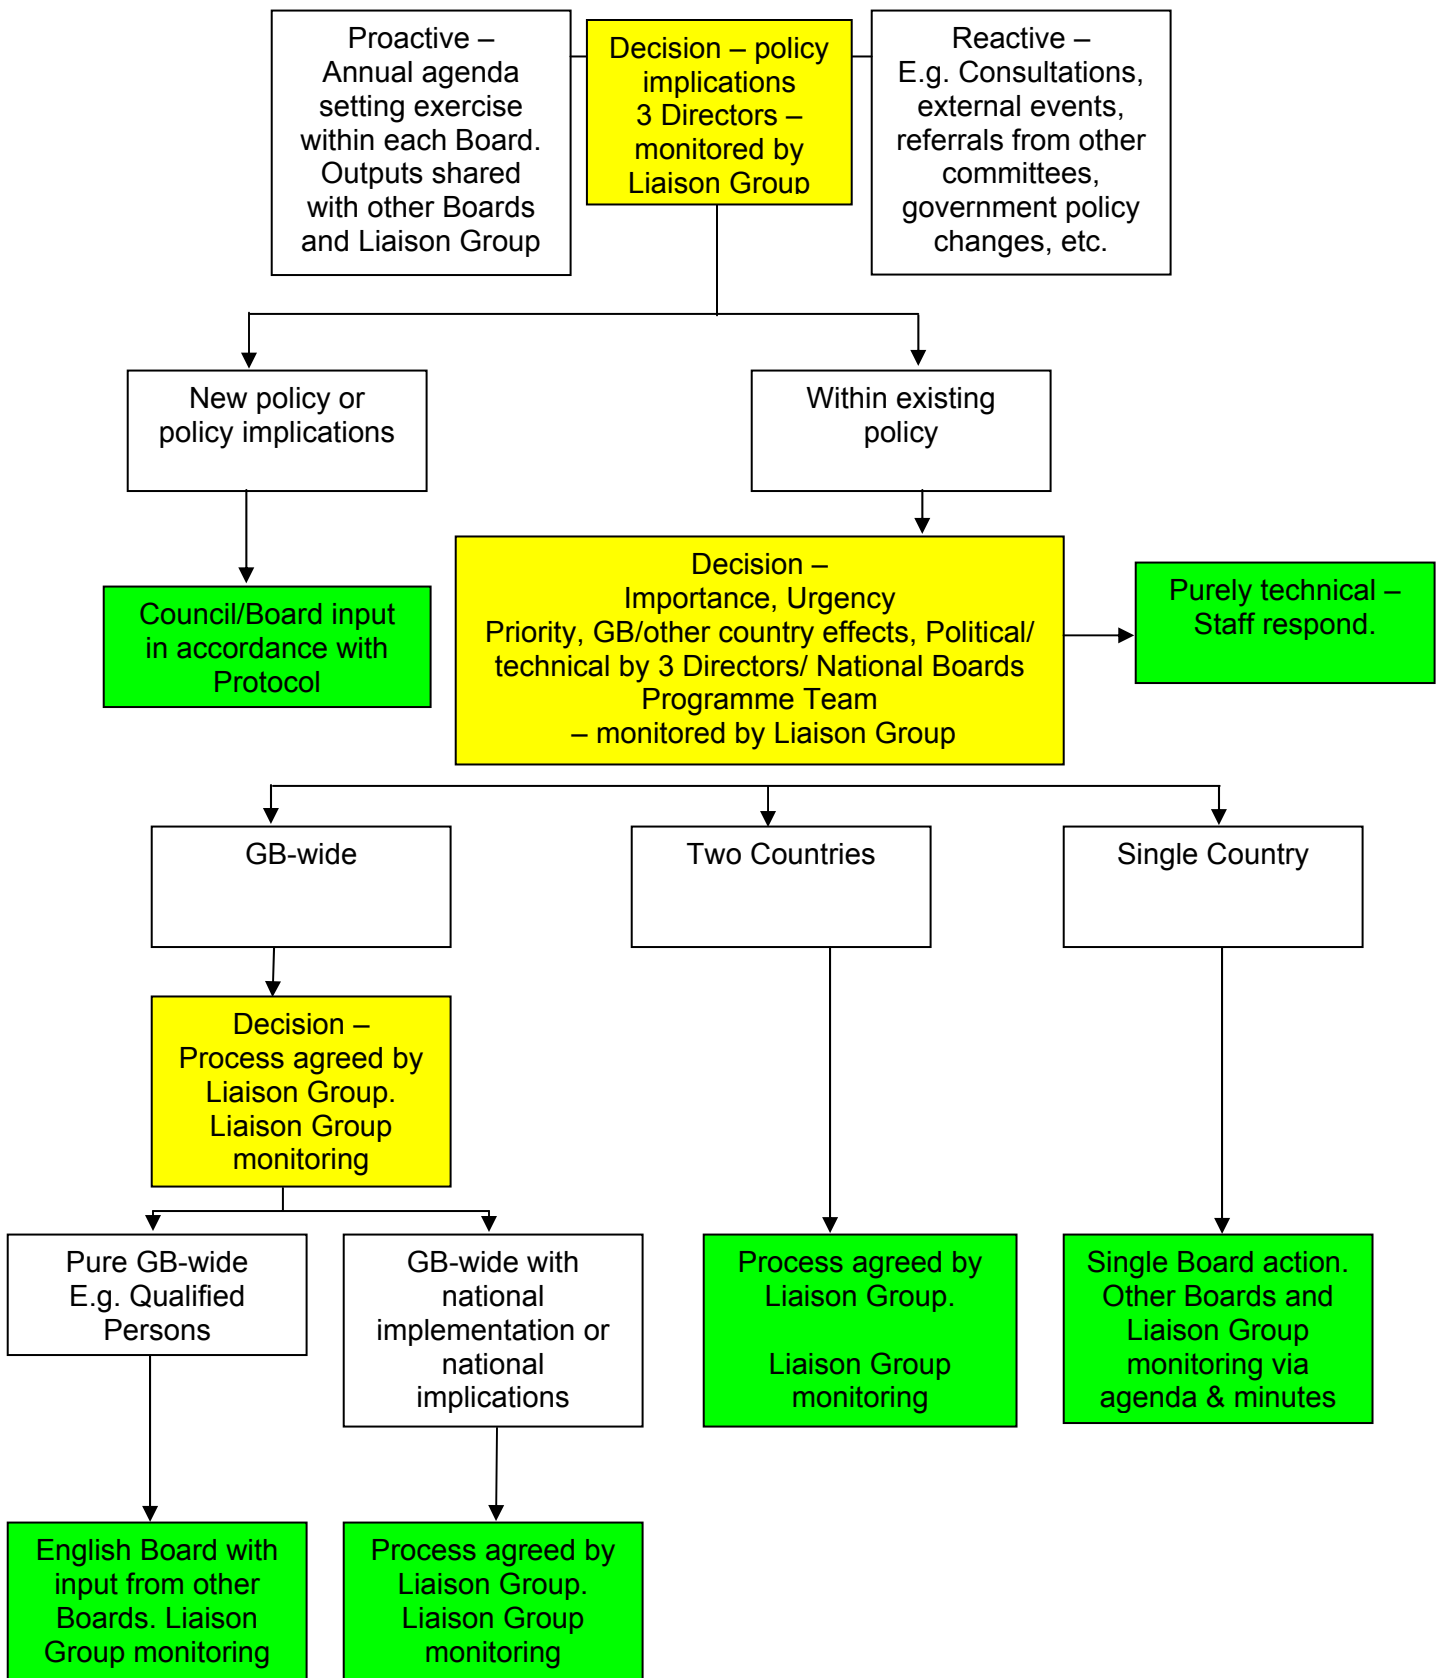 Proactive –
Annual agenda
setting exercise
within each Board.
Outputs shared
with other Boards
and Liaison Group
Decision – policy
implications
3 Directors –
monitored by
Liaison Group
Reactive –
E.g. Consultations,
external events,
referrals from other
committees,
government policy
changes, etc.
New policy or
policy implications
Within existing
policy
Council/Board input
in accordance with
Protocol
Decision –
Importance, Urgency
Priority, GB/other country effects, Political/
technical by 3 Directors/ National Boards
Programme Team
– monitored by Liaison Group
Purely technical –
Staff respond.
GB-wide
Two Countries
Single Country
Decision –
Process agreed by
Liaison Group.
Liaison Group
monitoring
Pure GB-wide
E.g. Qualified
Persons
GB-wide with
national
implementation or
national
implications
Process agreed by
Liaison Group.
Liaison Group
monitoring
Single Board action.
Other Boards and
Liaison Group
monitoring via
agenda & minutes
English Board with
input from other
Boards. Liaison
Group monitoring
Process agreed by
Liaison Group.
Liaison Group
monitoring